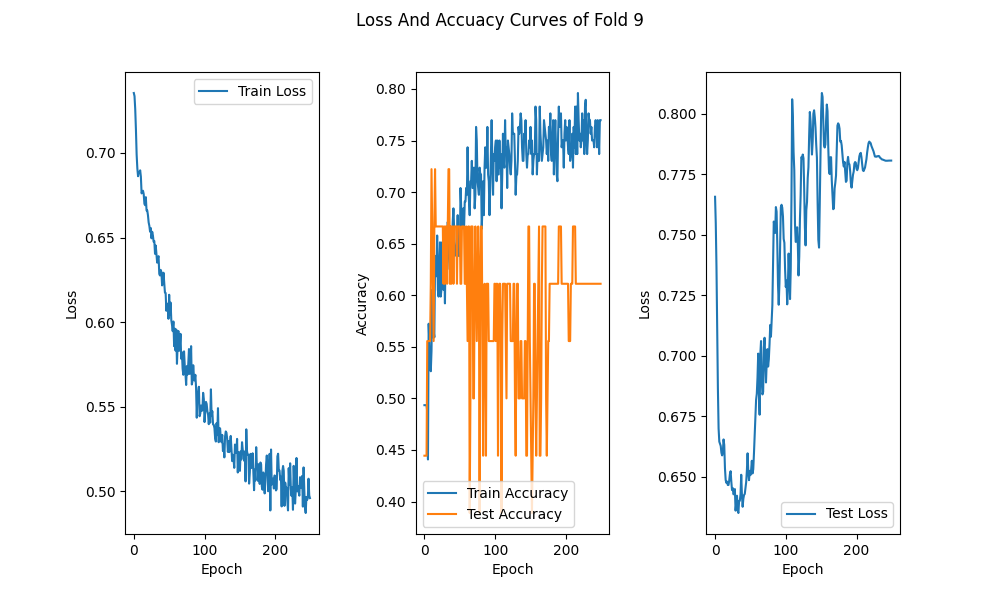 Loss And Accuacy Curves of Fold 9
Train Loss
0.70
0.65
0.60
0.55
0.50
Loss
0
100
200
Epoch
0.80
0.75
0.70
0.65
0.60
0.55
0.50
0.45
0.40
Accuracy
Train Accuracy
Test Accuracy
0
100
200
Epoch
0.800
0.775
0.750
0.725
0.700
0.675
0.650
Loss
Test Loss
0
100
200
Epoch